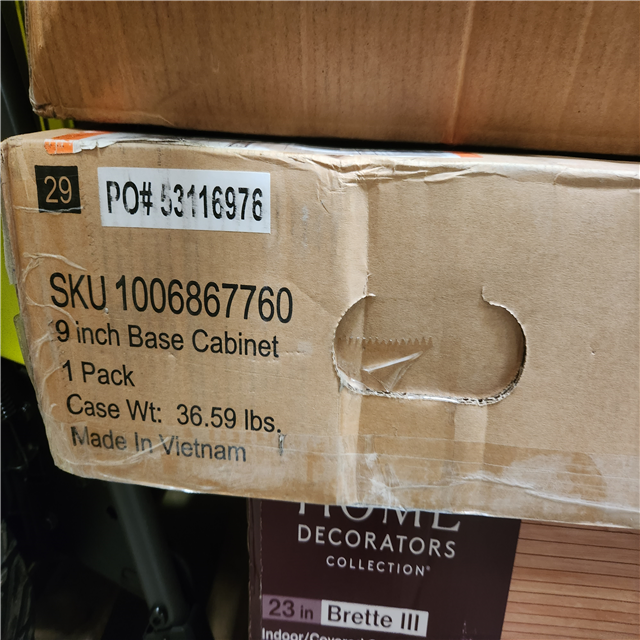 29
PO# 53116976
SKU 1006867760
9 inch Base Cabinet
1 Pack
Case Wt: 36.59 lbs.
Made In Vietnam
HOME
DECORATORS
COLLECTION®
23 in Brette III